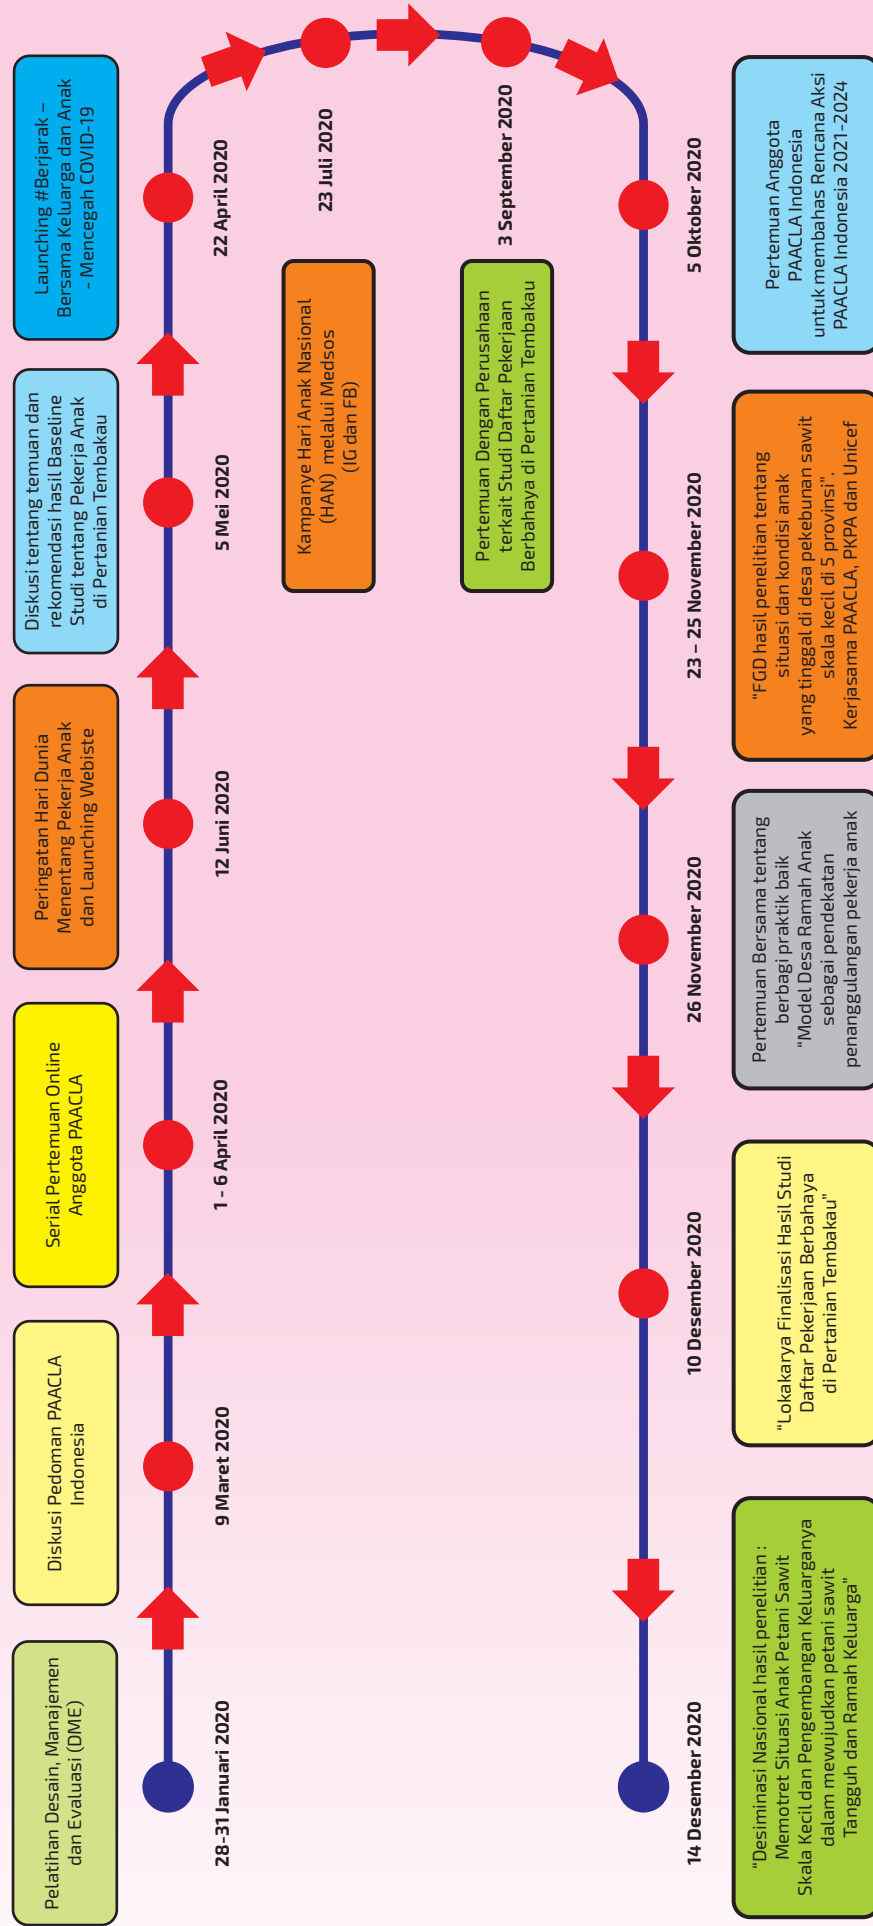 Pelatihan Desain, Manajemen
dan Evaluasi (DME)
28-31 Januari 2020
Diskusi Pedoman PAACLA
Indonesia
9 Maret 2020
Serial Pertemuan Online
Anggota PAACLA
1 - 6 April 2020
Peringatan Hari Dunia
Menentang Pekerja Anak
dan Launching Webiste
12 Juni 2020
Diskusi tentang temuan dan
rekomendasi hasil Baseline
Studi tentang Pekerja Anak
di Pertanian Tembakau
5 Mei 2020
Launching #Berjarak –
Bersama Keluarga dan Anak
- Mencegah COVID-19
22 April 2020
23 Juli 2020
Kampanye Hari Anak Nasional
(HAN) melalui Medsos
(IG dan FB)
3 September 2020
Pertemuan Dengan Perusahaan
terkait Studi Daftar Pekerjaan
Berbahaya di Pertanian Tembakau
5 Oktober 2020
Pertemuan Anggota
PAACLA Indonesia
untuk membahas Rencana Aksi
PAACLA Indonesia 2021-2024
23 – 25 November 2020
“FGD hasil penelitian tentang
situasi dan kondisi anak
yang tinggal di desa pekebunan sawit
skala kecil di 5 provinsi”.
Kerjasama PAACLA, PKPA dan Unicef
26 November 2020
Pertemuan Bersama tentang
berbagi praktik baik
“Model Desa Ramah Anak
sebagai pendekatan
penanggulangan pekerja anak
10 Desember 2020
“Lokakarya Finalisasi Hasil Studi
Daftar Pekerjaan Berbahaya
di Pertanian Tembakau”
14 Desember 2020
“Desiminasi Nasional hasil penelitian :
Memotret Situasi Anak Petani Sawit
Skala Kecil dan Pengembangan Keluarganya
dalam mewujudkan petani sawit
Tangguh dan Ramah Keluarga”